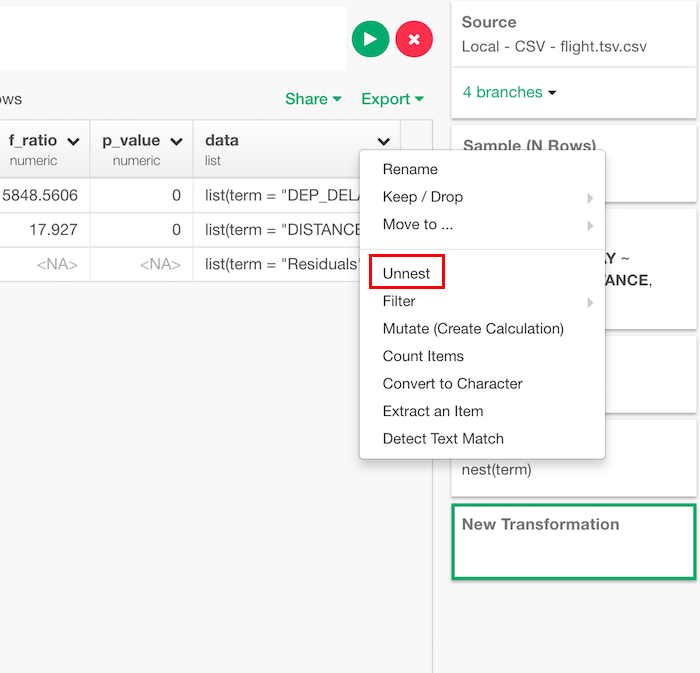 Source
Local - CSV - flight.tsv.csv
4 branches
ows
Share
Export
f_ratio
numeric
p_value
numeric
data
list
5848.5606
0
list(term = "DEP_DELA
17.927
0
list(term = "DISTANCE
<NA>
<NA>
list(term = "Residuals"
Rename
Keep / Drop
Move to ...
Unnest
Filter
Mutate (Create Calculation)
Count Items
Convert to Character
Extract an Item
Detect Text Match
Sample (N Rows)
AY ~
TANCE,
nest(term)
New Transformation